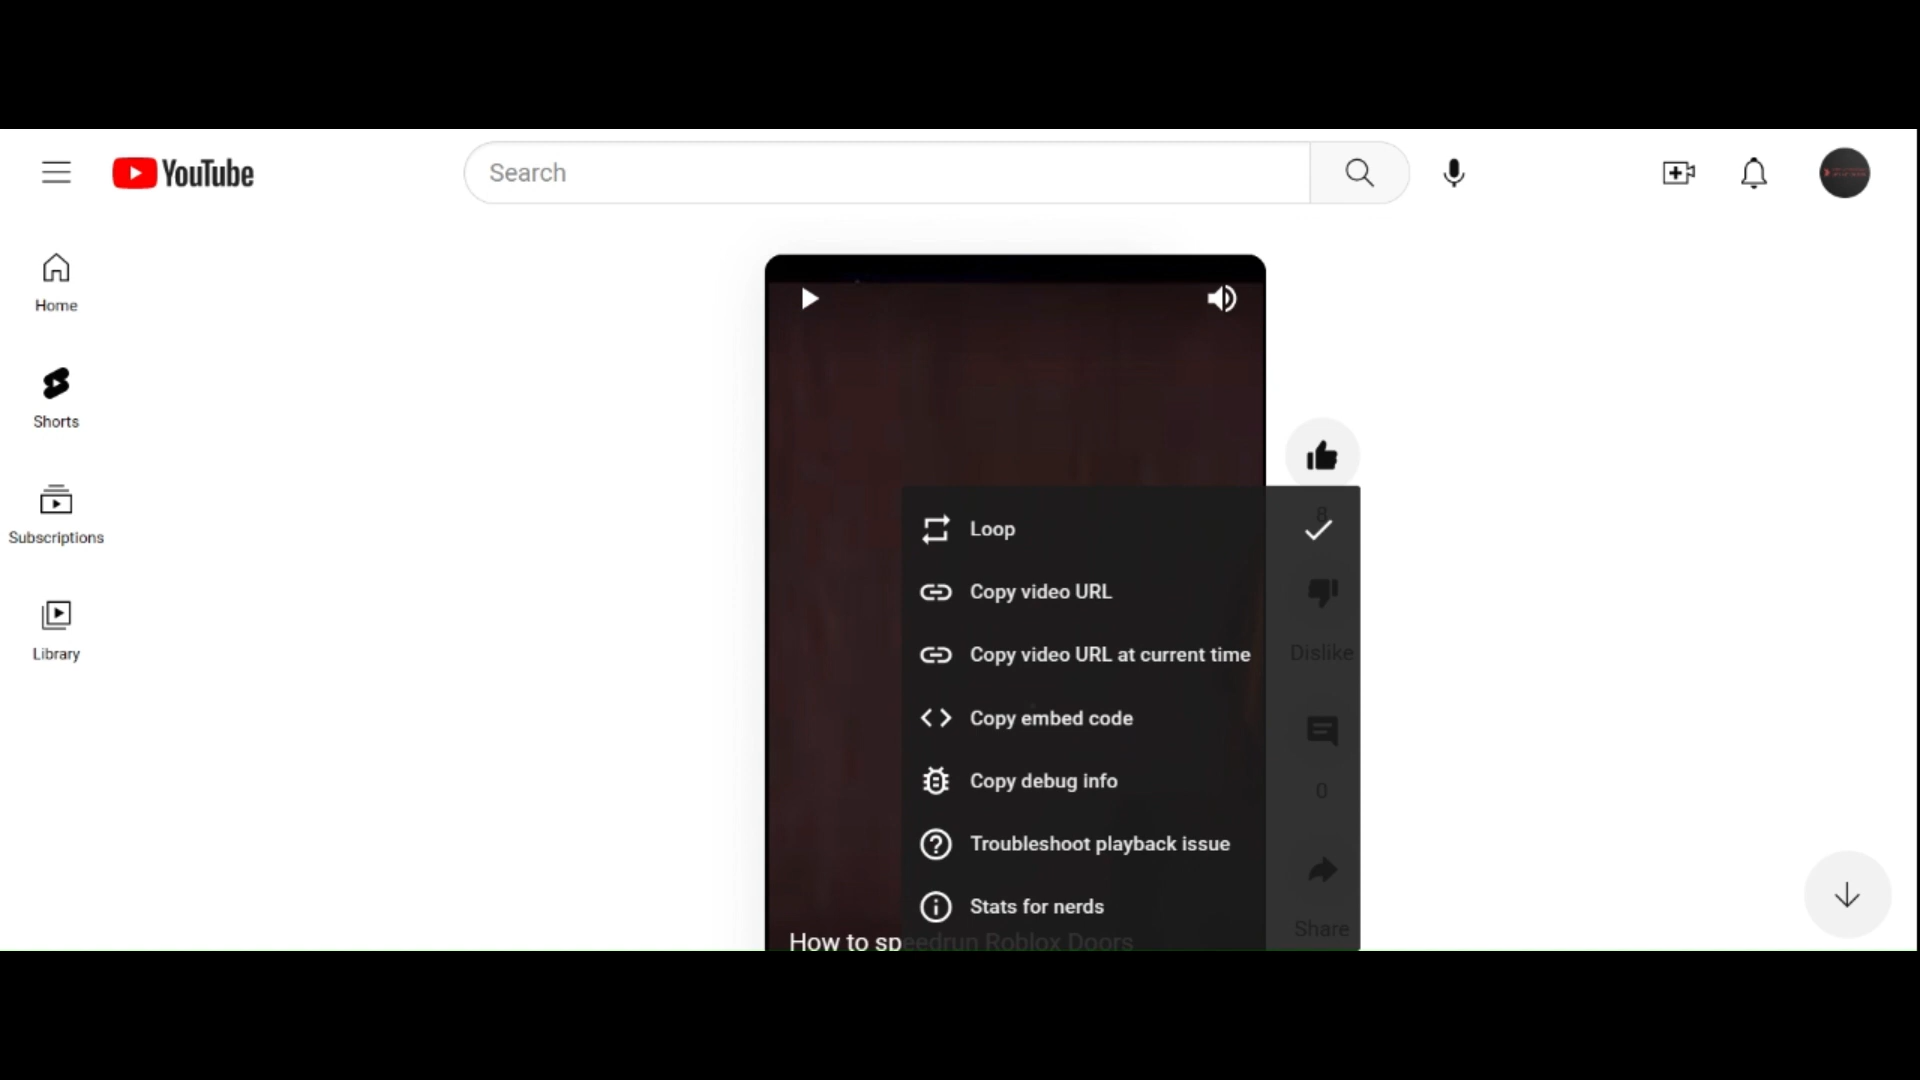 YouTube
Search
Home
Shorts
Subscriptions
Library
8
Loop
Copy video URL
Copy video URL at current time
Dislike
Copy embed code
Copy debug info
0
Troubleshoot playback issue
Stats for nerds
Share
How to speedrun Roblox Doors